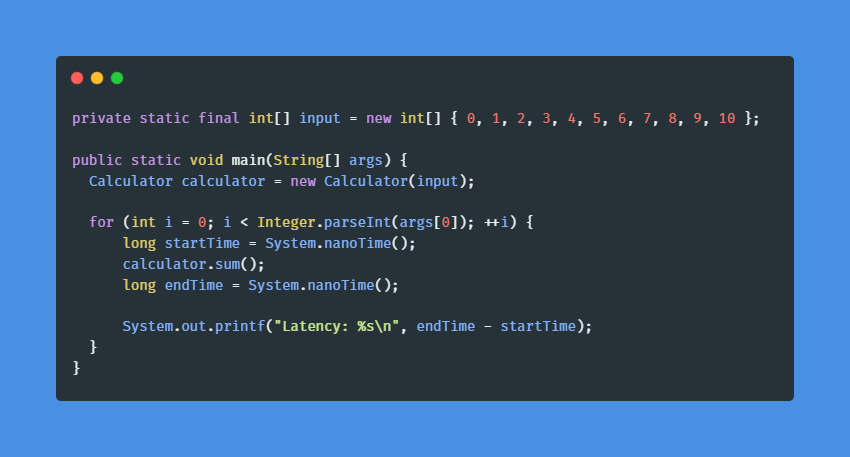 private static final int[] input = new int[] { 0, 1, 2, 3, 4, 5, 6, 7, 8, 9, 10 };
public static void main(String[] args) {
Calculator calculator = new Calculator(input);
for (int i = 0; i < Integer.parseInt(args[0]); ++i) {
long startTime = System.nanoTime();
calculator.sum();
long endTime = System.nanoTime();
System.out.printf("Latency: %s\n", endTime - startTime);
}
}